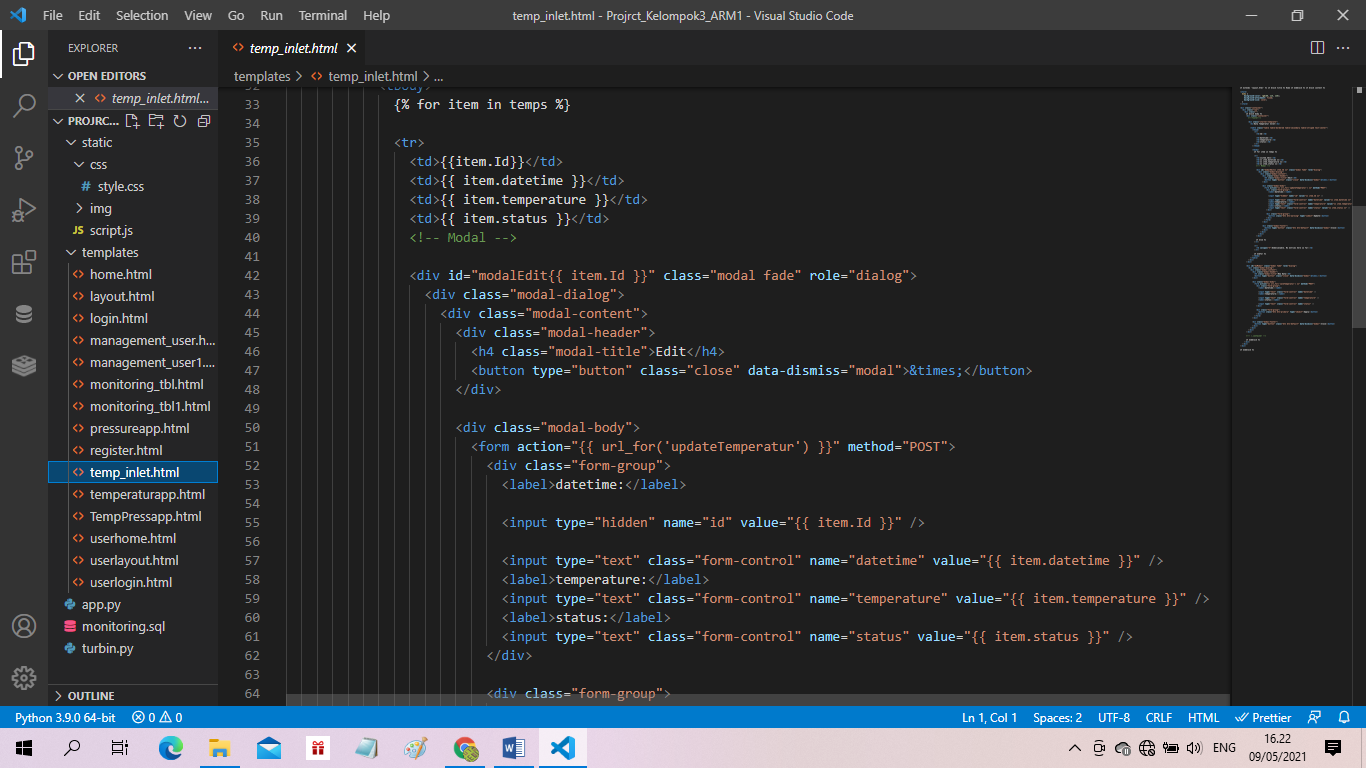 File Edit Selection View Go Run Terminal Help
temp_inlet.html - Projrct_Kelompok3_ARM1 - Visual Studio Code
EXPLORER
OPEN EDITORS
temp_inlet.html...
PROJRC...
static
css
# style.css
img
JS script.js
templates
<> home.html
<> layout.html
<> login.html
<> management_user.h...
<> management_user1....
<> monitoring_tbl.html
<> monitoring_tbl1.html
<> pressureapp.html
<> register.html
<> temp_inlet.html
<> temperaturapp.html
<> TempPressapp.html
<> userhome.html
<> userlayout.html
<> userlogin.html
app.py
monitoring.sql
turbin.py
OUTLINE
<> temp_inlet.html
templates > <> temp_inlet.html > ...
32 <tbody>
33 {% for item in temps %}
34
35 <tr>
36 <td>{{item.Id}}</td>
37 <td>{{ item.datetime }}</td>
38 <td>{{ item.temperature }}</td>
39 <td>{{ item.status }}</td>
40 <!-- Modal -->
41
42 <div id="modalEdit{{ item.Id }}" class="modal fade" role="dialog">
43 <div class="modal-dialog">
44 <div class="modal-content">
45 <div class="modal-header">
46 <h4 class="modal-title">Edit</h4>
47 <button type="button" class="close" data-dismiss="modal">&times;</button>
48 </div>
49
50 <div class="modal-body">
51 <form action="{{ url_for('updateTemperatur') }}" method="POST">
52 <div class="form-group">
53 <label>datetime:</label>
54
55 <input type="hidden" name="id" value="{{ item.Id }}" />
56
57 <input type="text" class="form-control" name="datetime" value="{{ item.datetime }}" />
58 <label>temperature:</label>
59 <input type="text" class="form-control" name="temperature" value="{{ item.temperature }}" />
60 <label>status:</label>
61 <input type="text" class="form-control" name="status" value="{{ item.status }}" />
62 </div>
63
64 <div class="form-group">
Python 3.9.0 64-bit 0 0
Ln 1, Col 1 Spaces: 2 UTF-8 CRLF HTML Prettier
ENG
16.22
09/05/2021